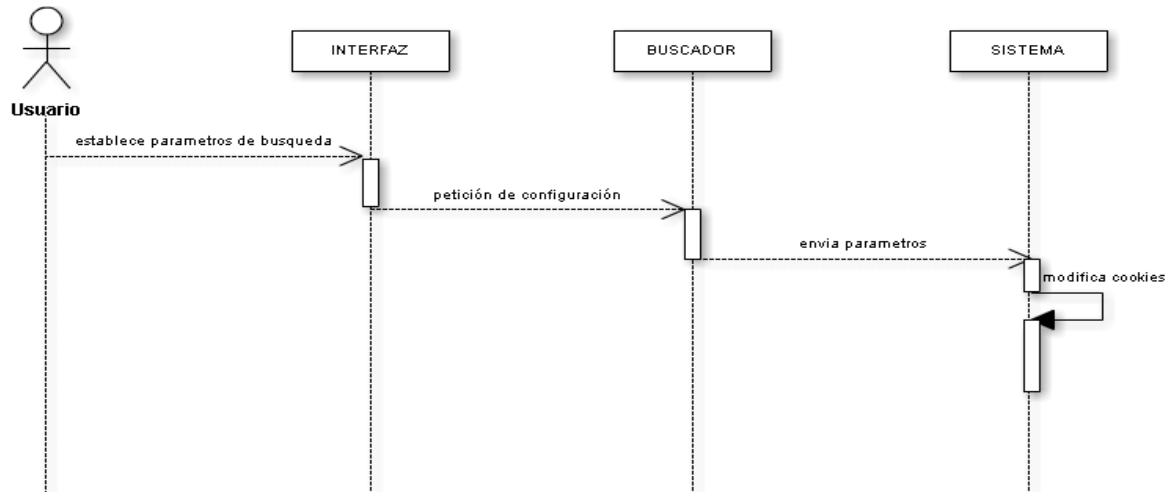 INTERFAZ
BUSCADOR
SISTEMA
Usuario
establece parametros de busqueda
petición de configuración
envia parametros
modifica cookies